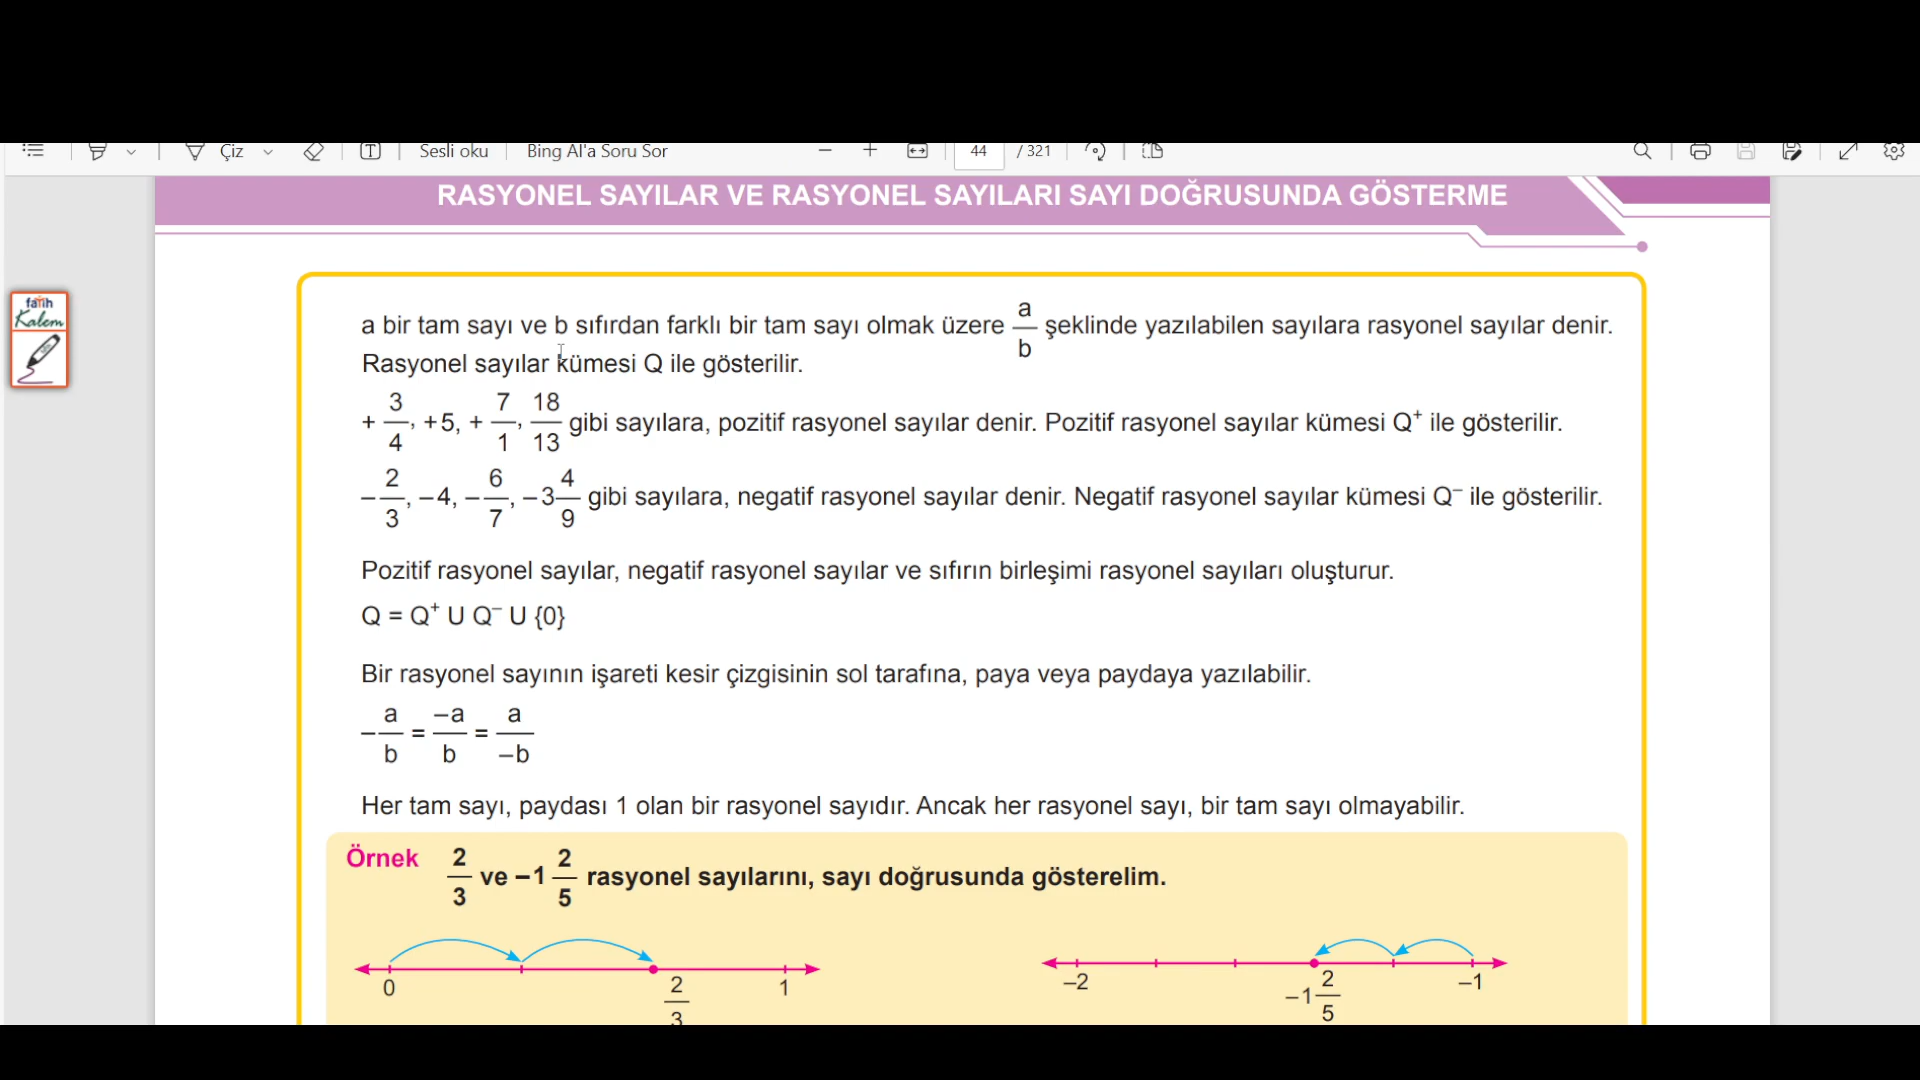 Çiz
Sesli oku
Bing AI'a Soru Sor
44 / 321
RASYONEL SAYILAR VE RASYONEL SAYILARI SAYI DOĞRUSUNDA GÖSTERME
fatih
Kalem
a bir tam sayı ve b sıfırdan farklı bir tam sayı olmak üzere a/b şeklinde yazılabilen sayılara rasyonel sayılar denir.
Rasyonel sayılar kümesi Q ile gösterilir.
+3/4, +5, +7/1, 18/13 gibi sayılara, pozitif rasyonel sayılar denir. Pozitif rasyonel sayılar kümesi Q⁺ ile gösterilir.
−2/3, −4, −6/7, −3 4/9 gibi sayılara, negatif rasyonel sayılar denir. Negatif rasyonel sayılar kümesi Q⁻ ile gösterilir.
Pozitif rasyonel sayılar, negatif rasyonel sayılar ve sıfırın birleşimi rasyonel sayıları oluşturur.
Q = Q⁺ U Q⁻ U {0}
Bir rasyonel sayının işareti kesir çizgisinin sol tarafına, paya veya paydaya yazılabilir.
−a/b = −a/b = a/−b
Her tam sayı, paydası 1 olan bir rasyonel sayıdır. Ancak her rasyonel sayı, bir tam sayı olmayabilir.
Örnek 2/3 ve −1 2/5 rasyonel sayılarını, sayı doğrusunda gösterelim.
0 2/3 1
−2 −1 2/5 −1